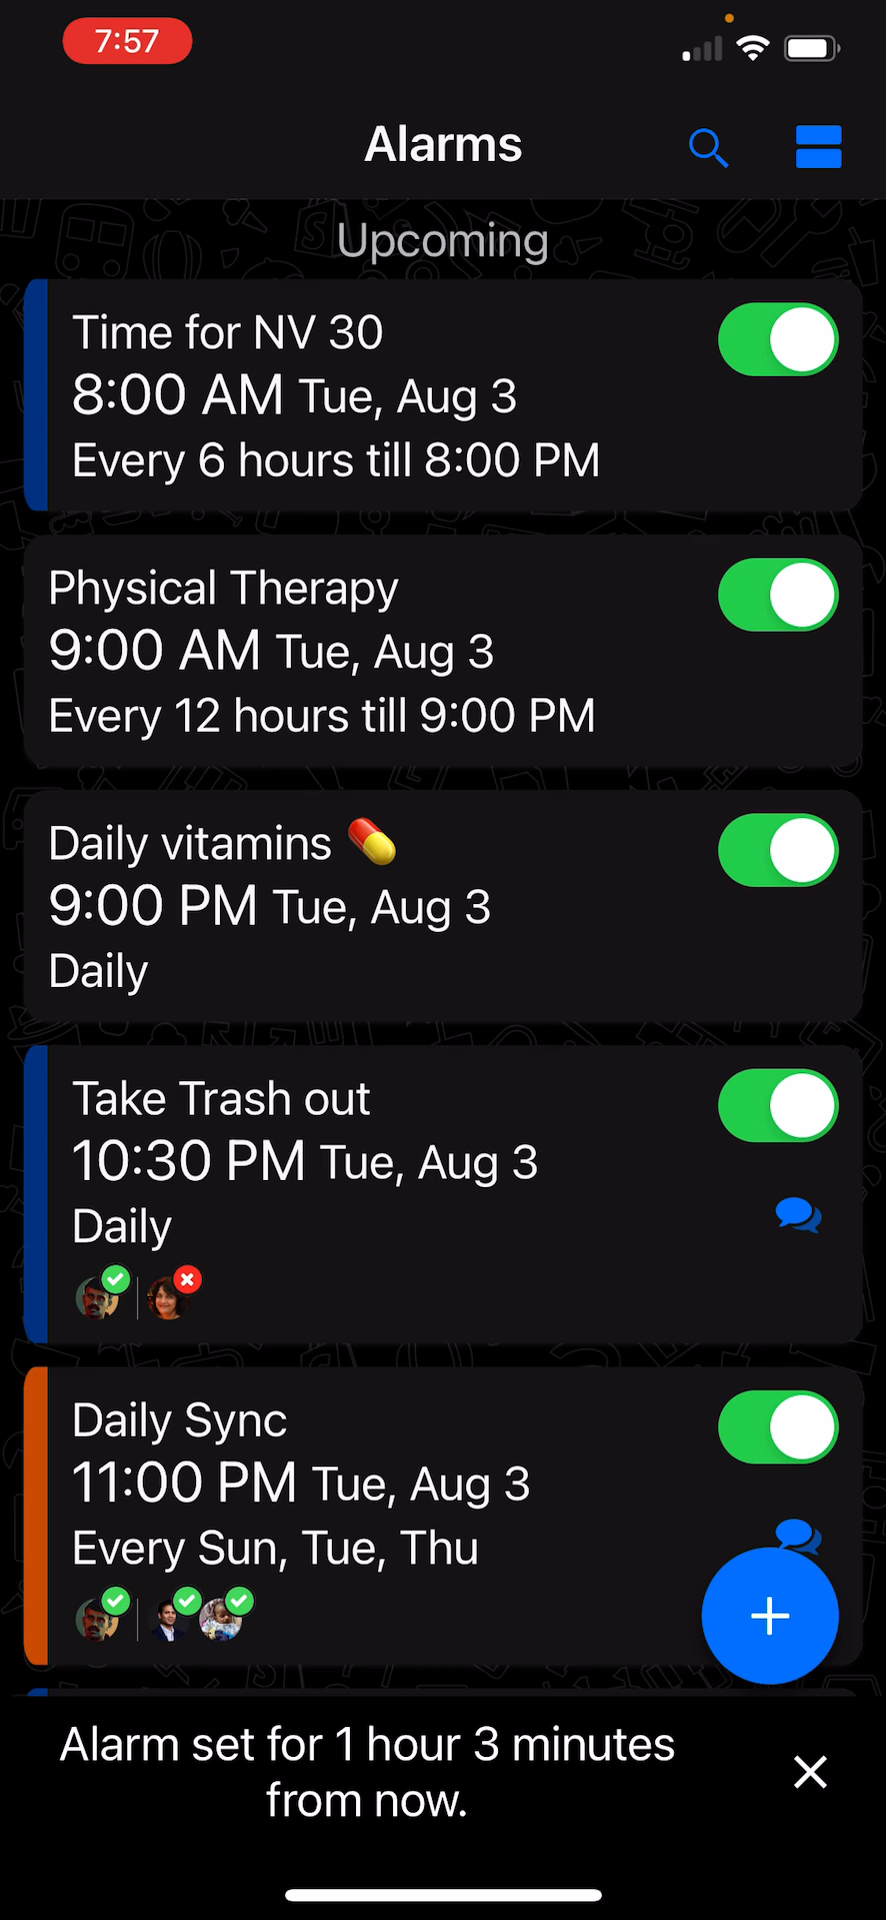 7:57
Alarms
Upcoming
Time for NV 30
8:00 AM Tue, Aug 3
Every 6 hours till 8:00 PM
Physical Therapy
9:00 AM Tue, Aug 3
Every 12 hours till 9:00 PM
Daily vitamins 💊
9:00 PM Tue, Aug 3
Daily
Take Trash out
10:30 PM Tue, Aug 3
Daily
Daily Sync
11:00 PM Tue, Aug 3
Every Sun, Tue, Thu
Alarm set for 1 hour 3 minutes
from now.